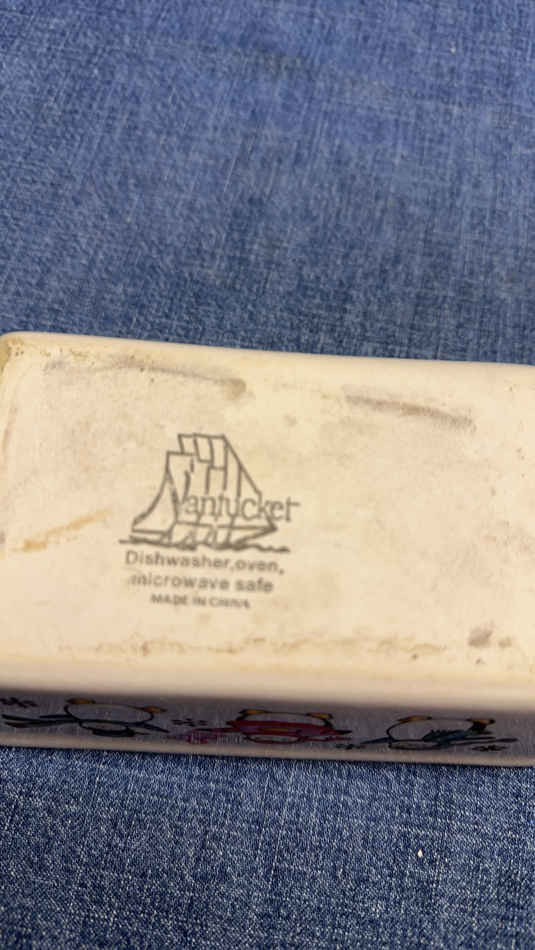 Nantucket
Dishwasher,oven,
microwave safe
MADE IN CHINA